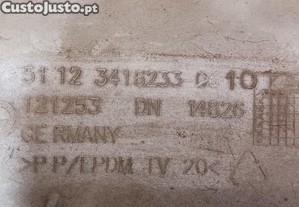 CustoJusto.pt
51 12 3418233 10
121253 DN 14826
GERMANY
>PP/EPDM TV 20<